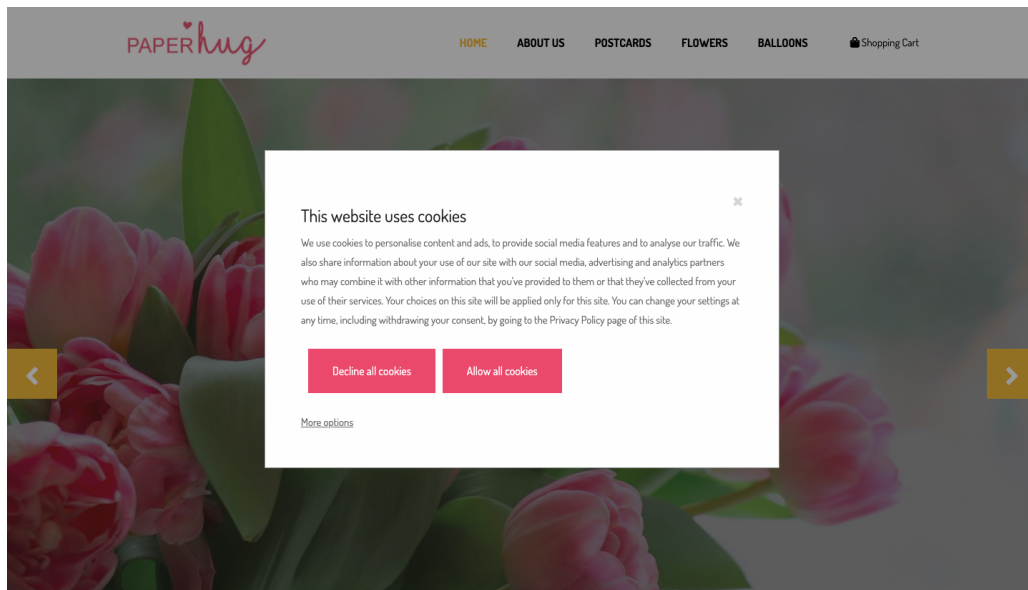 PAPER hug
HOME ABOUT US POSTCARDS FLOWERS BALLOONS Shopping Cart
This website uses cookies
We use cookies to personalise content and ads, to provide social media features and to analyse our traffic. We
also share information about your use of our site with our social media, advertising and analytics partners
who may combine it with other information that you've provided to them or that they've collected from your
use of their services. Your choices on this site will be applied only for this site. You can change your settings at
any time, including withdrawing your consent, by going to the Privacy Policy page of this site.
Decline all cookies Allow all cookies
More options